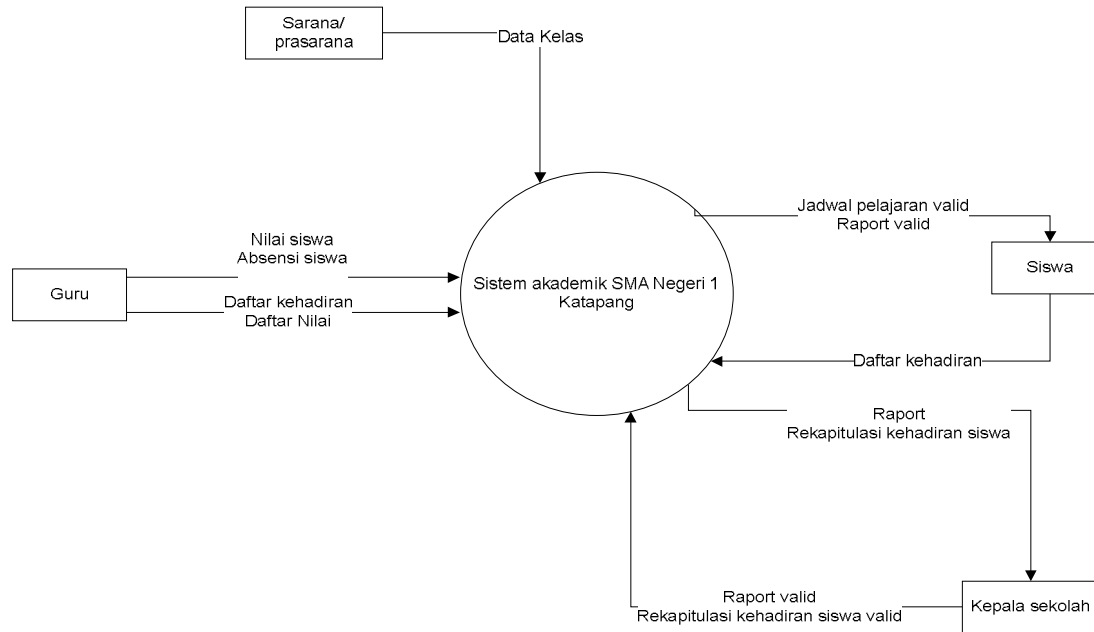 Sarana/
prasarana
Data Kelas
Jadwal pelajaran valid
Raport valid
Nilai siswa
Absensi siswa
Guru
Daftar kehadiran
Daftar Nilai
Sistem akademik SMA Negeri 1
Katapang
Siswa
Daftar kehadiran
Raport
Rekapitulasi kehadiran siswa
Raport valid
Rekapitulasi kehadiran siswa valid
Kepala sekolah